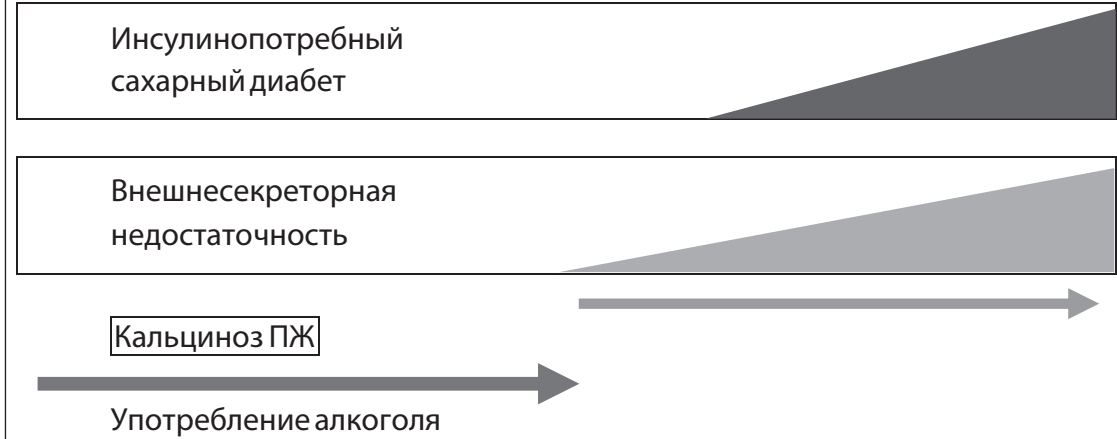 Инсулинопотребный
сахарный диабет
Внешнесекреторная
недостаточность
Кальциноз ПЖ
Употребление алкоголя